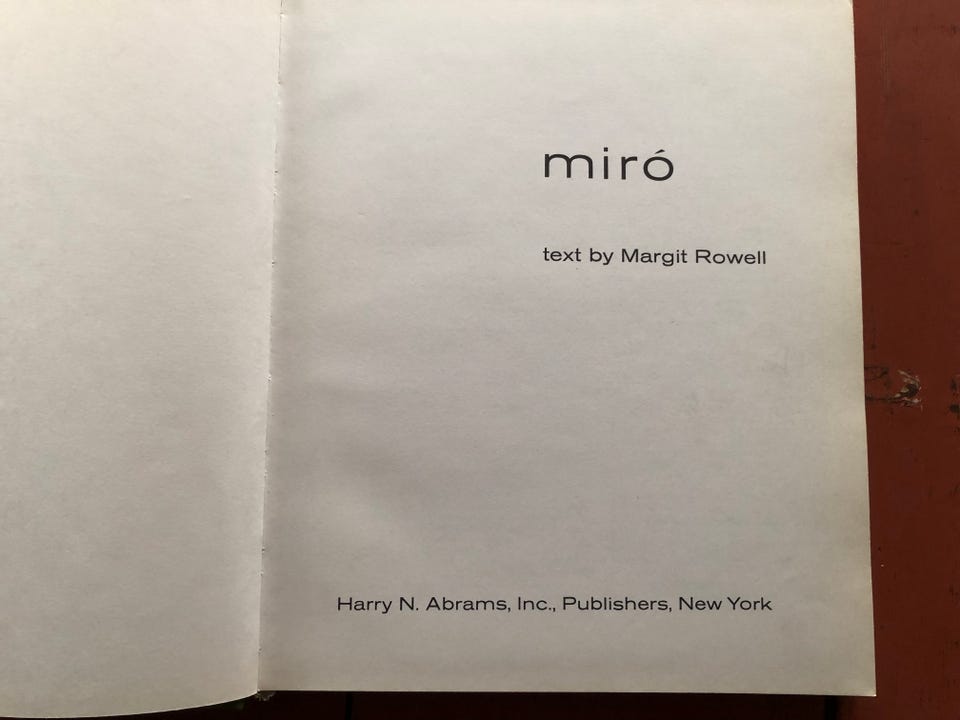 miró
text by Margit Rowell
Harry N. Abrams, Inc., Publishers, New York